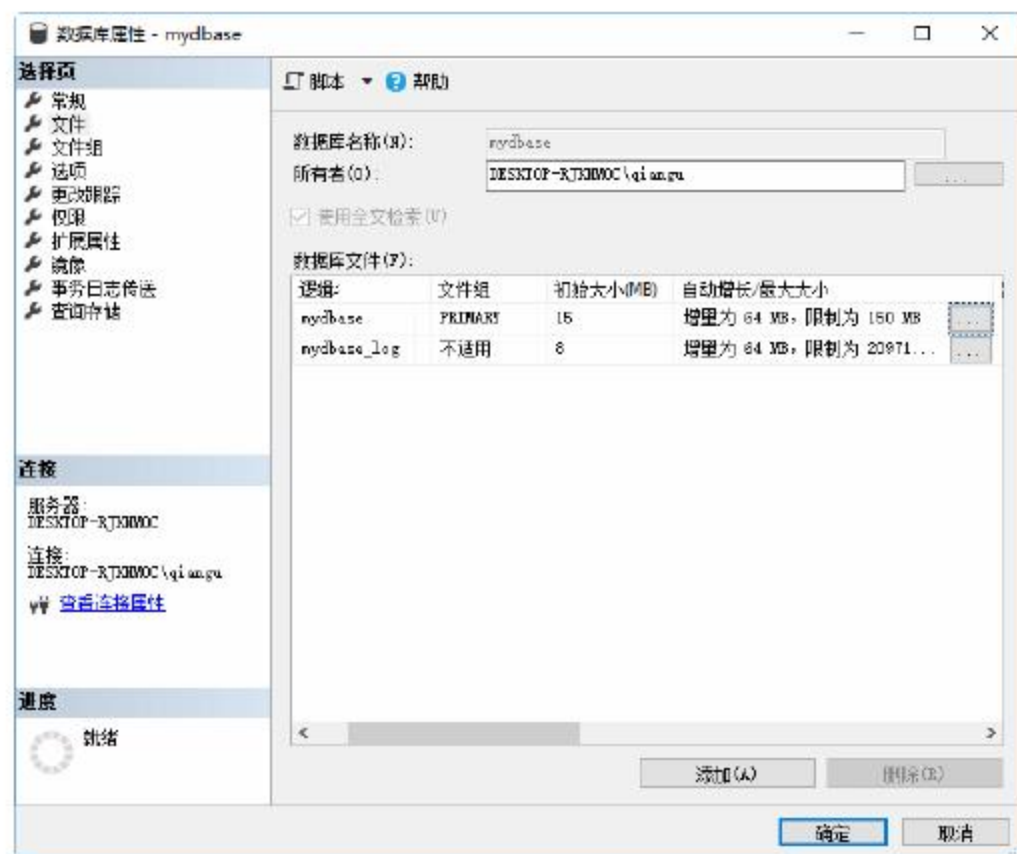 数据库属性 - mydbase
选择页
常规
文件
文件组
选项
更改跟踪
权限
扩展属性
镜像
事务日志传送
查询存储
脚本 帮助
数据库名称(N): mydbase
所有者(O): \qiangu
使用全文检索(U)
数据库文件(F):
逻辑 文件组 初始大小(MB) 自动增长/最大大小
mydbase PRIMARY 15 增量为 64 MB，限制为 150 MB ...
mydbase_log 不适用 8 增量为 64 MB，限制为 20971... ...
连接
服务器:
连接:
\qiangu
查看连接属性
进度
就绪
添加(A) 删除(R)
确定 取消